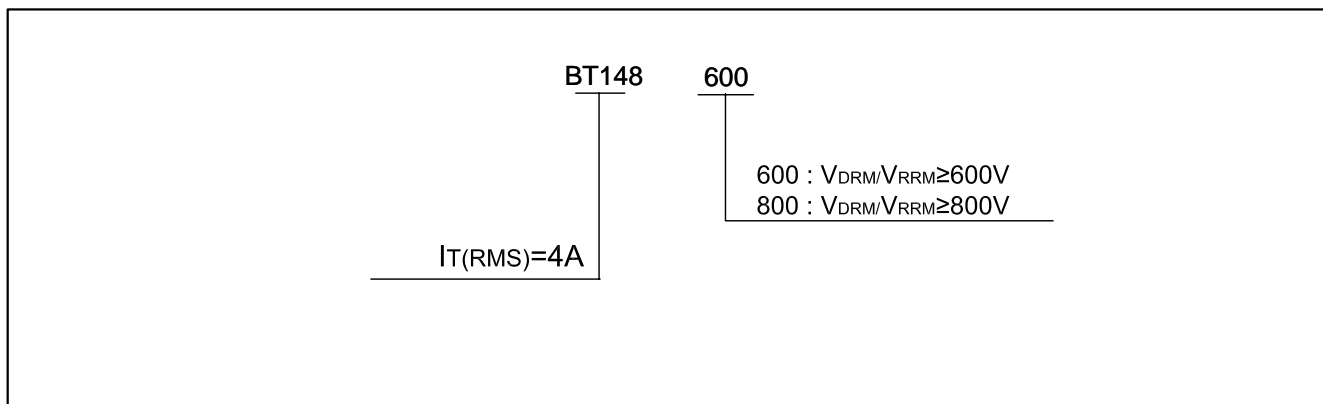 BT148 600
600 : VDRM/VRRM≥600V
800 : VDRM/VRRM≥800V
IT(RMS)=4A